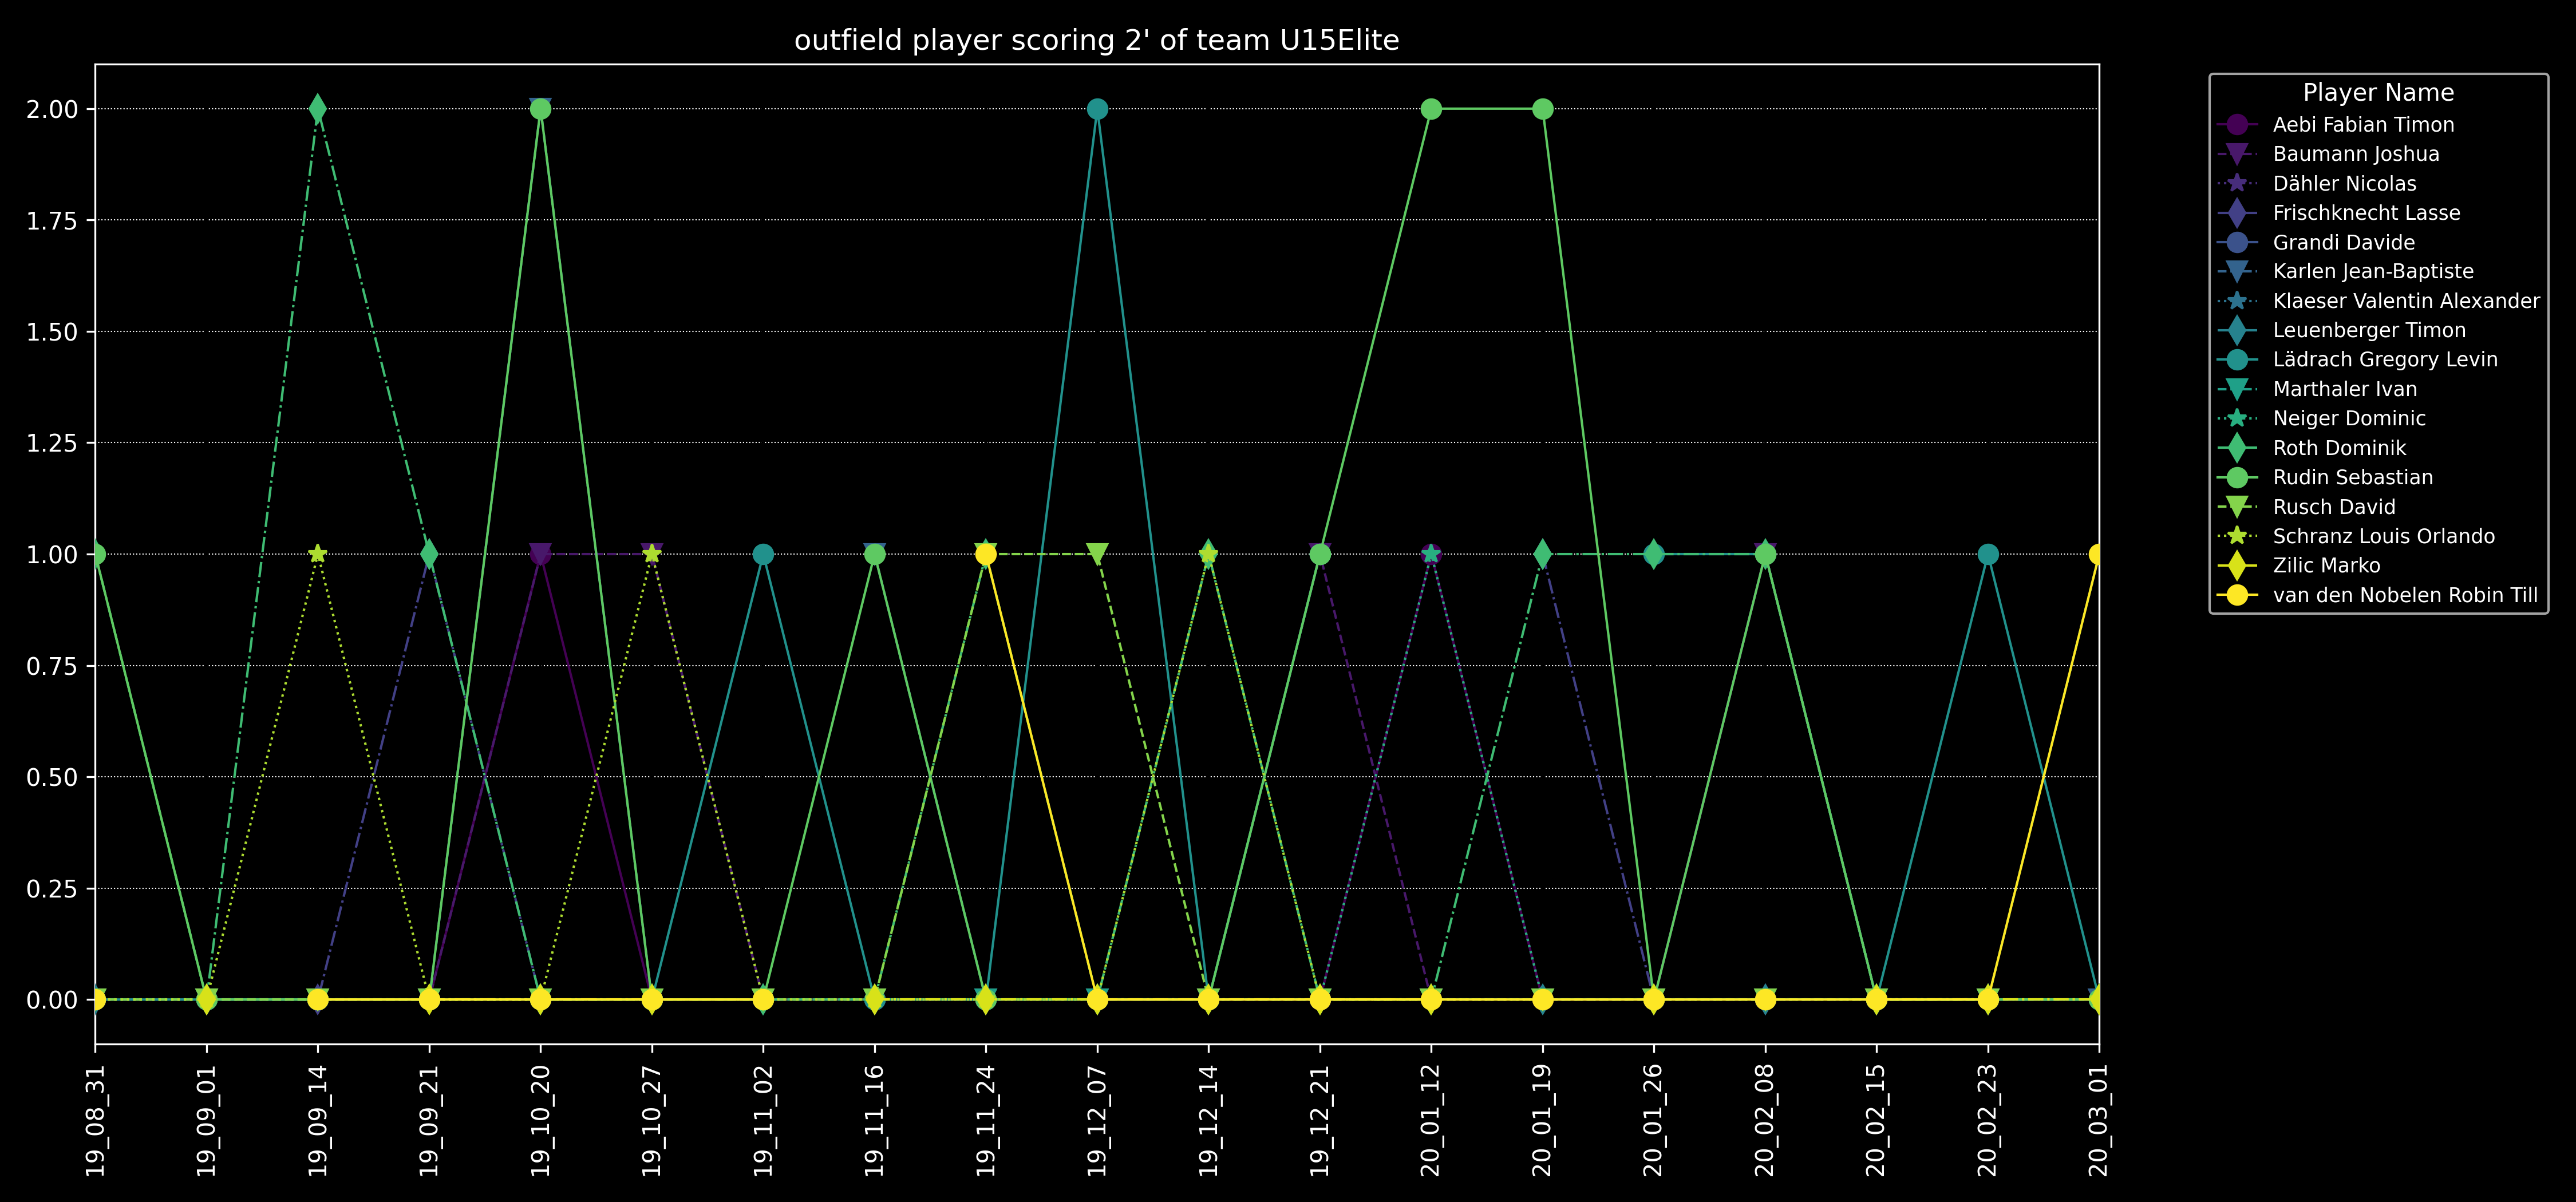 outfield player scoring 2' of team U15Elite
2.00
1.75
1.50
1.25
1.00
0.75
0.50
0.25
0.00
19_08_31
19_09_01
19_09_14
19_09_21
19_10_20
19_10_27
19_11_02
19_11_16
19_11_24
19_12_07
19_12_14
19_12_21
20_01_12
20_01_19
20_01_26
20_02_08
20_02_15
20_02_23
20_03_01
Player Name
Aebi Fabian Timon
Baumann Joshua
Dähler Nicolas
Frischknecht Lasse
Grandi Davide
Karlen Jean-Baptiste
Klaeser Valentin Alexander
Leuenberger Timon
Lädrach Gregory Levin
Marthaler Ivan
Neiger Dominic
Roth Dominik
Rudin Sebastian
Rusch David
Schranz Louis Orlando
Zilic Marko
van den Nobelen Robin Till